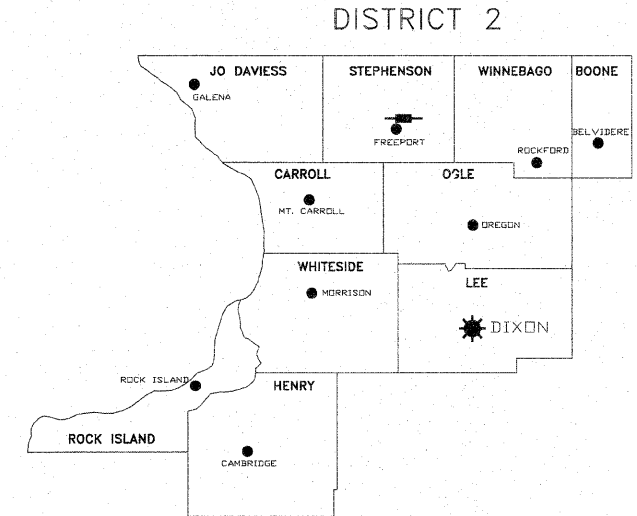 DISTRICT 2
JO DAVIESS
STEPHENSON
WINNEBAGO
BOONE
GALENA
FREEPORT
BELVIDERE
ROCKFORD
CARROLL
OGLE
MT. CARROLL
OREGON
WHITESIDE
LEE
MORRISON
DIXON
ROCK ISLAND
HENRY
ROCK ISLAND
CAMBRIDGE